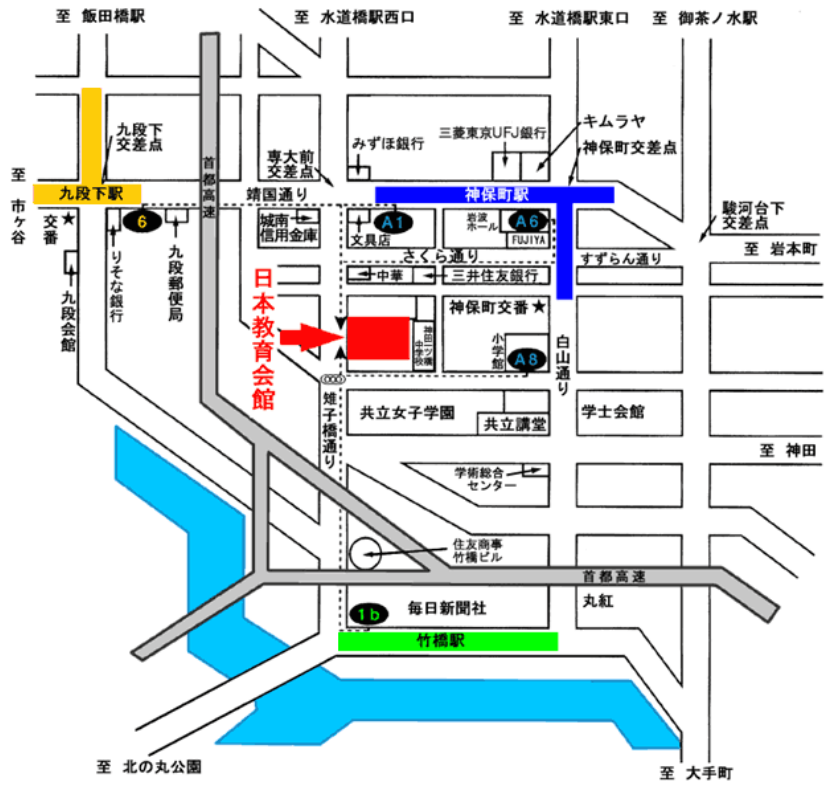 至 飯田橋駅
至 水道橋駅西口
至 水道橋駅東口
至 御茶ノ水駅
九段下
交差点
首都高速
専大前
交差点
みずほ銀行
三菱東京UFJ銀行
キムラヤ
神保町交差点
至 市ヶ谷
九段下駅
靖国通り
神保町駅
駿河台下
交差点
交番★
6
りそな銀行
九段郵便局
九段会館
城南
信用金庫
A1
文具店
岩波
ホール
A6
FUJIYA
さくら通り
すずらん通り
至 岩本町
中華
三井住友銀行
日本教育会館
神保町交番★
神田一ツ橋
中学校
小学館
A8
白山通り
雉子橋通り
共立女子学園
共立講堂
学士会館
至 神田
学術総合
センター
住友商事
竹橋ビル
首都高速
丸紅
1b
毎日新聞社
竹橋駅
至 北の丸公園
至 大手町